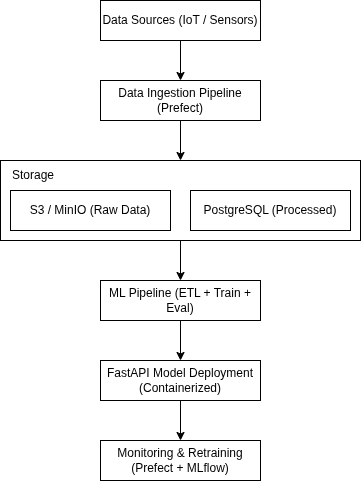 Data Sources (IoT / Sensors)
Data Ingestion Pipeline
(Prefect)
Storage
S3 / MinIO (Raw Data)
PostgreSQL (Processed)
ML Pipeline (ETL + Train +
Eval)
FastAPI Model Deployment
(Containerized)
Monitoring & Retraining
(Prefect + MLflow)